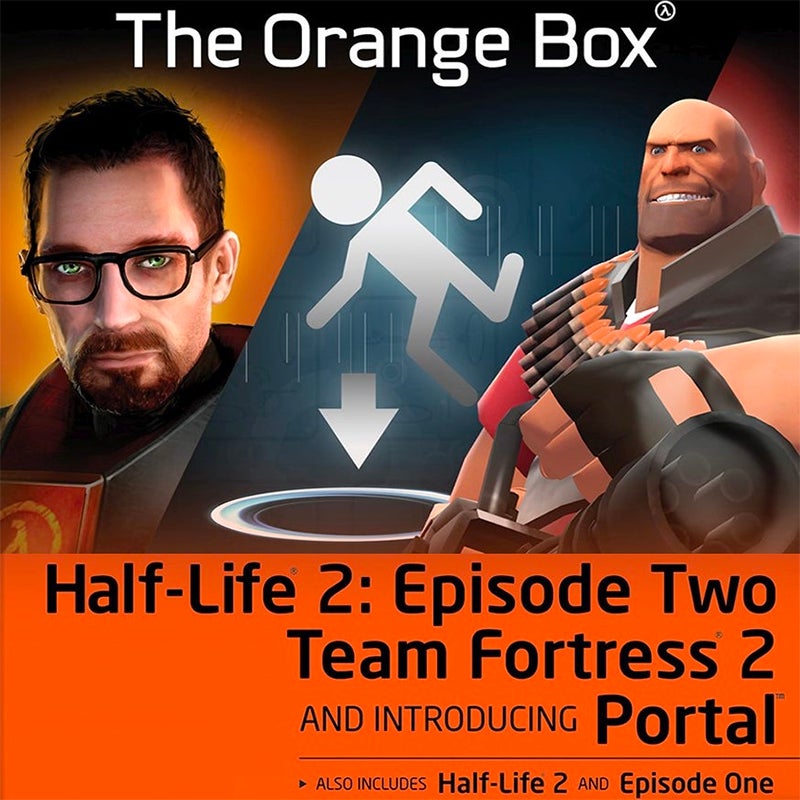 The Orange Box
Half-Life® 2: Episode Two
Team Fortress® 2
AND INTRODUCING Portal™
▸ ALSO INCLUDES Half-Life 2 AND Episode One